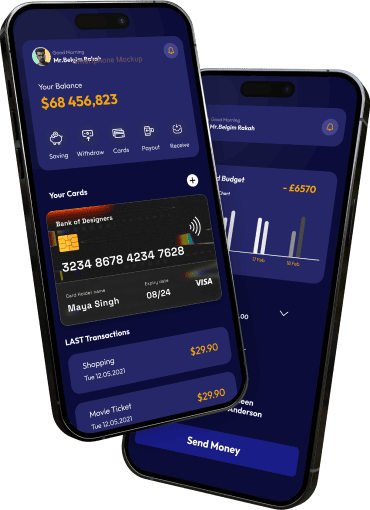 Good Morning
Mr.Belgim Rakah
Phone Mockup
Your Balance
$68 456,823
Saving
Withdraw
Cards
Payout
Receive
Your Cards
Bank of Designers
3234 8678 4234 7628
Card Holder name
Expiry date
Maya Singh
08/24
VISA
LAST Transactions
Shopping
Tue 12.05.2021
$29.90
Movie Ticket
Tue 12.05.2021
$29.90
Good Morning
Mr.Belgim Rakah
d Budget
- £6570
Chart
17 Feb
18 Feb
.00
een
Anderson
Send Money